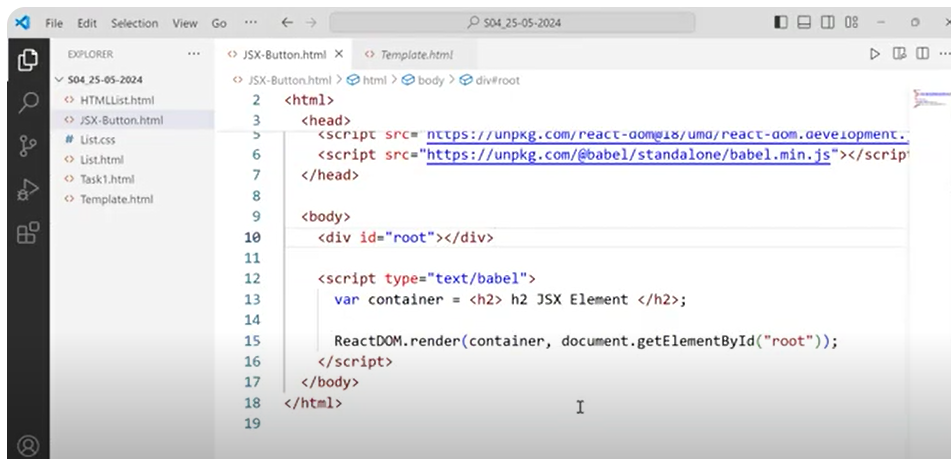 File Edit Selection View Go ··· S04_25-05-2024
EXPLORER ···
S04_25-05-2024
HTMLList.html
JSX-Button.html
List.css
List.html
Task1.html
Template.html
JSX-Button.html Template.html
JSX-Button.html > html > body > div#root
2 <html>
3 <head>
5 <script src="https://unpkg.com/react-dom@18/umd/react-dom.development.
6 <script src="https://unpkg.com/@babel/standalone/babel.min.js"></script
7 </head>
8
9 <body>
10 <div id="root"></div>
11
12 <script type="text/babel">
13 var container = <h2> h2 JSX Element </h2>;
14
15 ReactDOM.render(container, document.getElementById("root"));
16 </script>
17 </body>
18 </html>
19